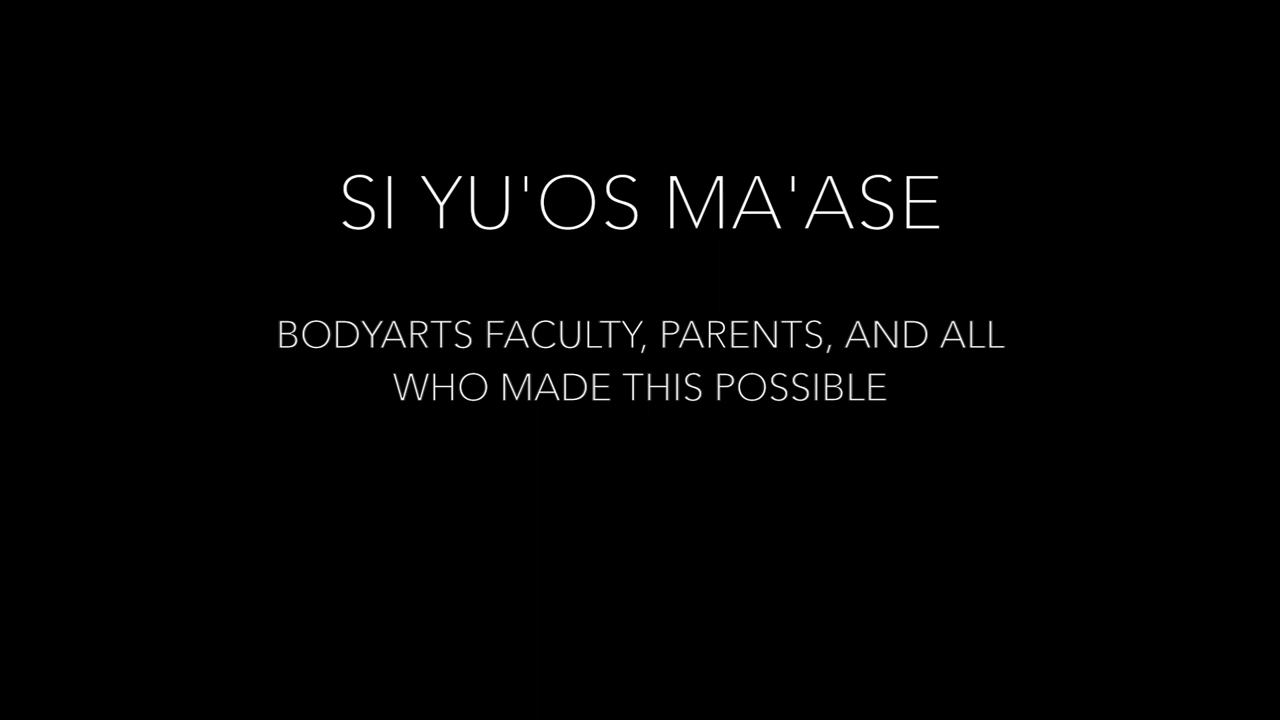 SI YU'OS MA'ASE
BODYARTS FACULTY, PARENTS, AND ALL
WHO MADE THIS POSSIBLE